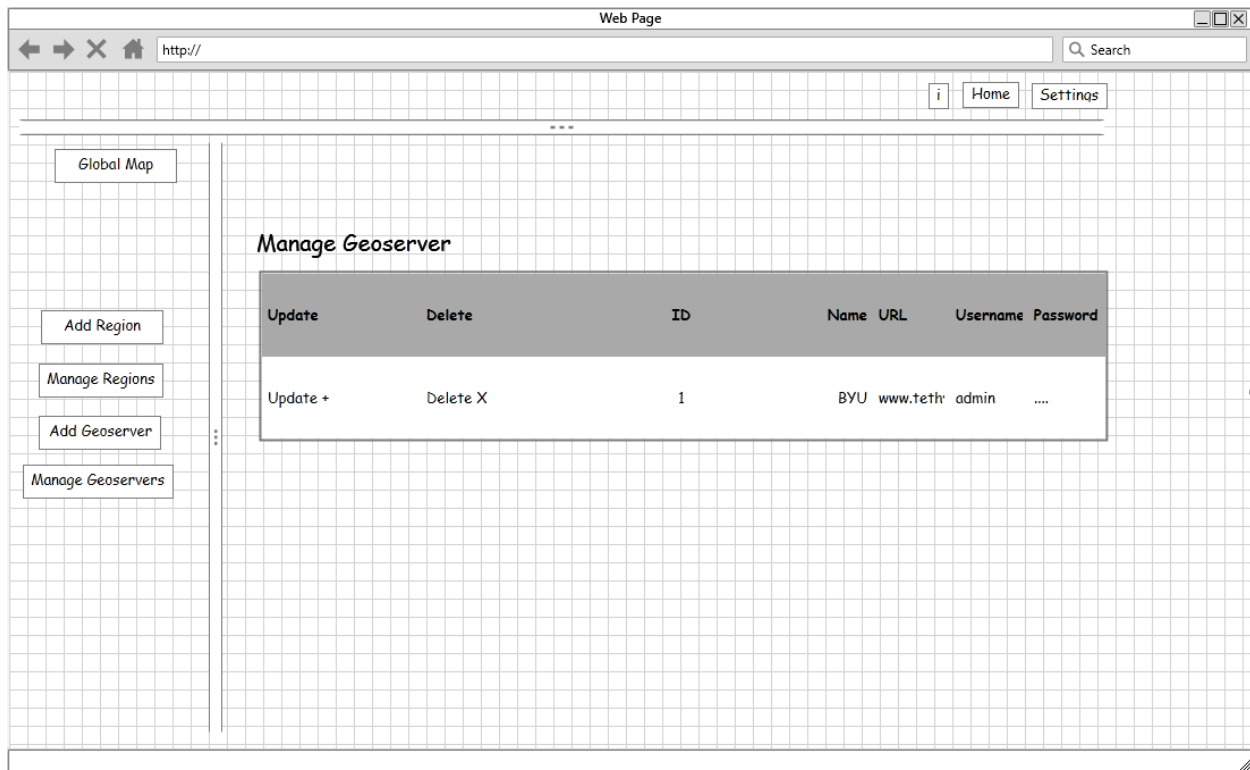 Web Page
http://
Search
i Home Settings
Global Map
Manage Geoserver
Update Delete ID Name URL Username Password
Update + Delete X 1 BYU www.teth admin ....
Add Region
Manage Regions
Add Geoserver
Manage Geoservers